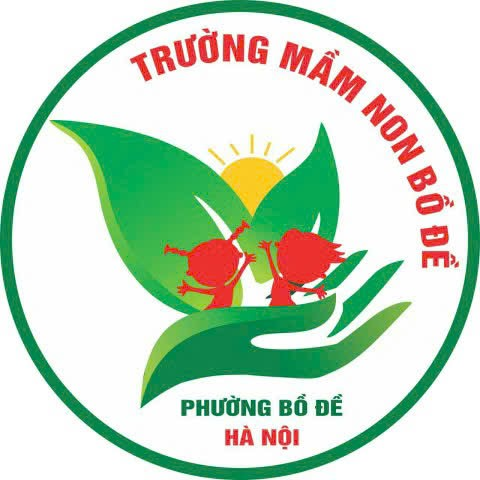 TRƯỜNG MẦM NON BỒ ĐỀ
PHƯỜNG BỒ ĐỀ
HÀ NỘI